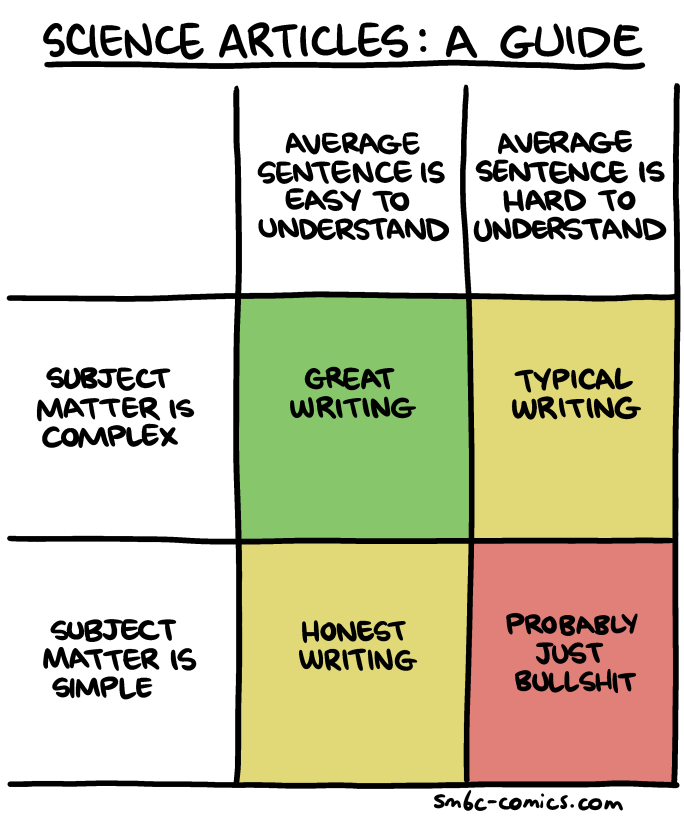 SCIENCE ARTICLES: A GUIDE
AVERAGE
SENTENCE IS
EASY TO
UNDERSTAND
AVERAGE
SENTENCE IS
HARD TO
UNDERSTAND
SUBJECT
MATTER IS
COMPLEX
GREAT
WRITING
TYPICAL
WRITING
SUBJECT
MATTER IS
SIMPLE
HONEST
WRITING
PROBABLY
JUST
BULLSHIT
smbc-comics.com